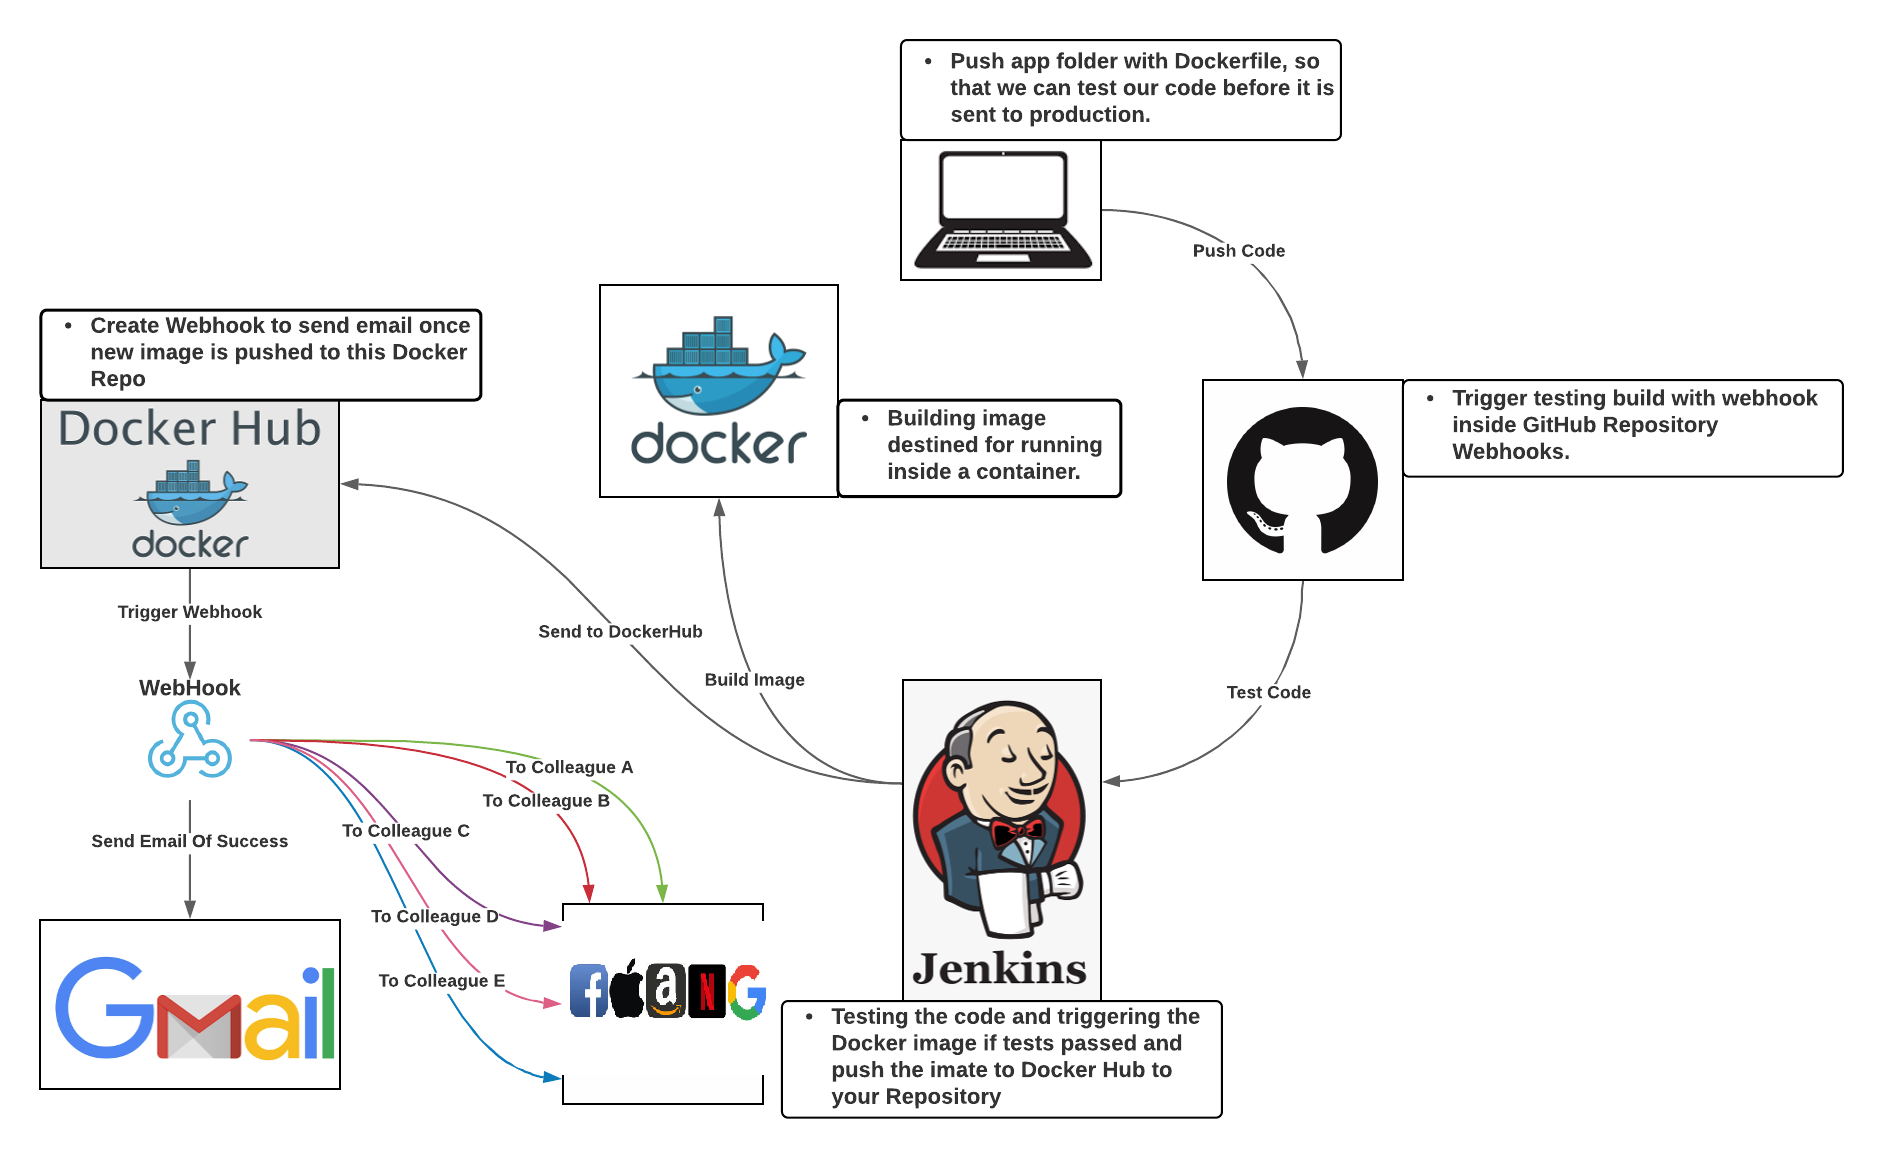 • Push app folder with Dockerfile, so
that we can test our code before it is
sent to production.
Push Code
• Create Webhook to send email once
new image is pushed to this Docker
Repo
Docker Hub
docker
docker
• Building image
destined for running
inside a container.
• Trigger testing build with webhook
inside GitHub Repository
Webhooks.
Trigger Webhook
Send to DockerHub
Build Image
Test Code
WebHook
To Colleague A
To Colleague B
To Colleague C
Send Email Of Success
To Colleague D
To Colleague E
Gmail
f
a
N
G
Jenkins
• Testing the code and triggering the
Docker image if tests passed and
push the imate to Docker Hub to
your Repository